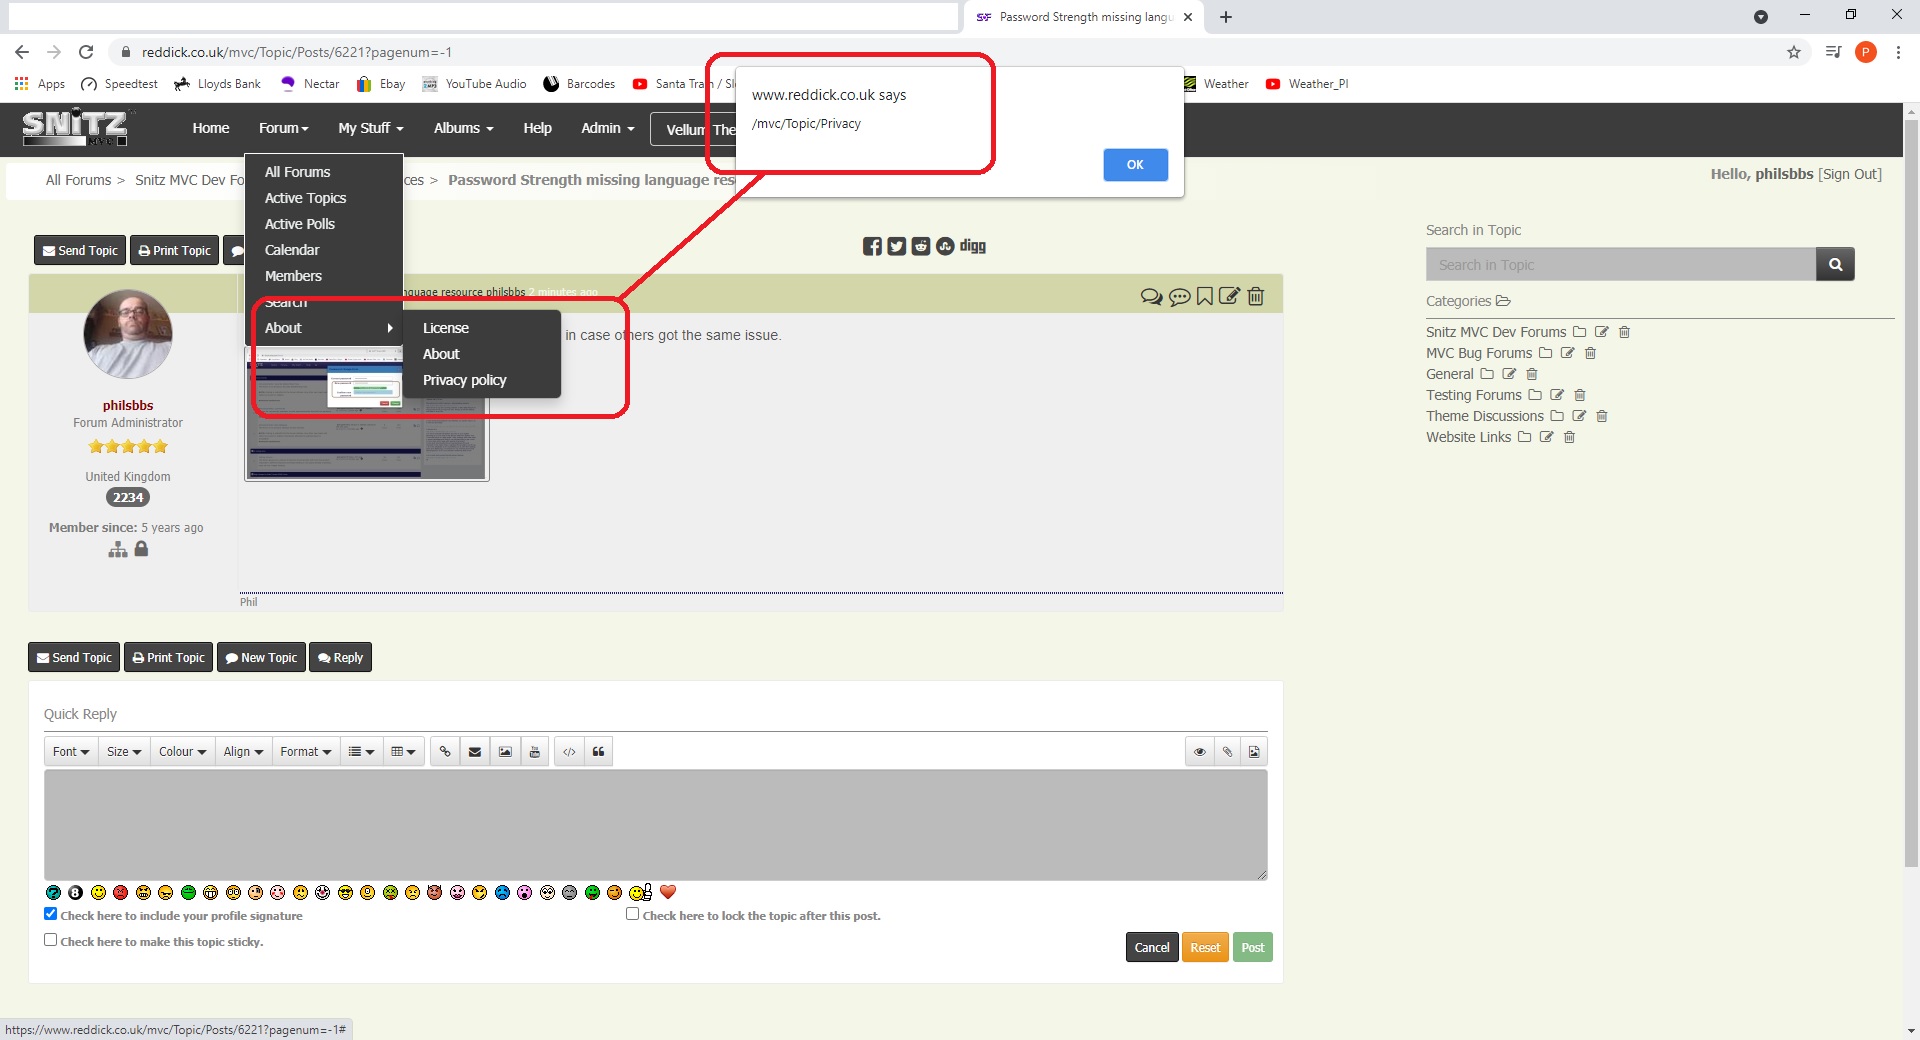 Password Strength missing langu
reddick.co.uk/mvc/Topic/Posts/6221?pagenum=-1
P
Apps
Speedtest
Lloyds Bank
Nectar
Ebay
YouTube Audio
Barcodes
Santa Train / Sl
Weather
Weather_PI
www.reddick.co.uk says
/mvc/Topic/Privacy
OK
SNiTZ
MVC
Home
Forum
My Stuff
Albums
Help
Admin
Vellum The
All Forums >
Snitz MVC Dev Fo
ces >
Password Strength missing language res
Hello, philsbbs [Sign Out]
All Forums
Active Topics
Active Polls
Calendar
Members
Search
About
License
About
Privacy policy
Send Topic
Print Topic
digg
nguage resource philsbbs 2 minutes ago
in case others got the same issue.
philsbbs
Forum Administrator
United Kingdom
2234
Member since: 5 years ago
Phil
Search in Topic
Search in Topic
Categories
Snitz MVC Dev Forums
MVC Bug Forums
General
Testing Forums
Theme Discussions
Website Links
Send Topic
Print Topic
New Topic
Reply
Quick Reply
Font
Size
Colour
Align
Format
Check here to include your profile signature
Check here to lock the topic after this post.
Check here to make this topic sticky.
Cancel
Reset
Post
https://www.reddick.co.uk/mvc/Topic/Posts/6221?pagenum=-1#